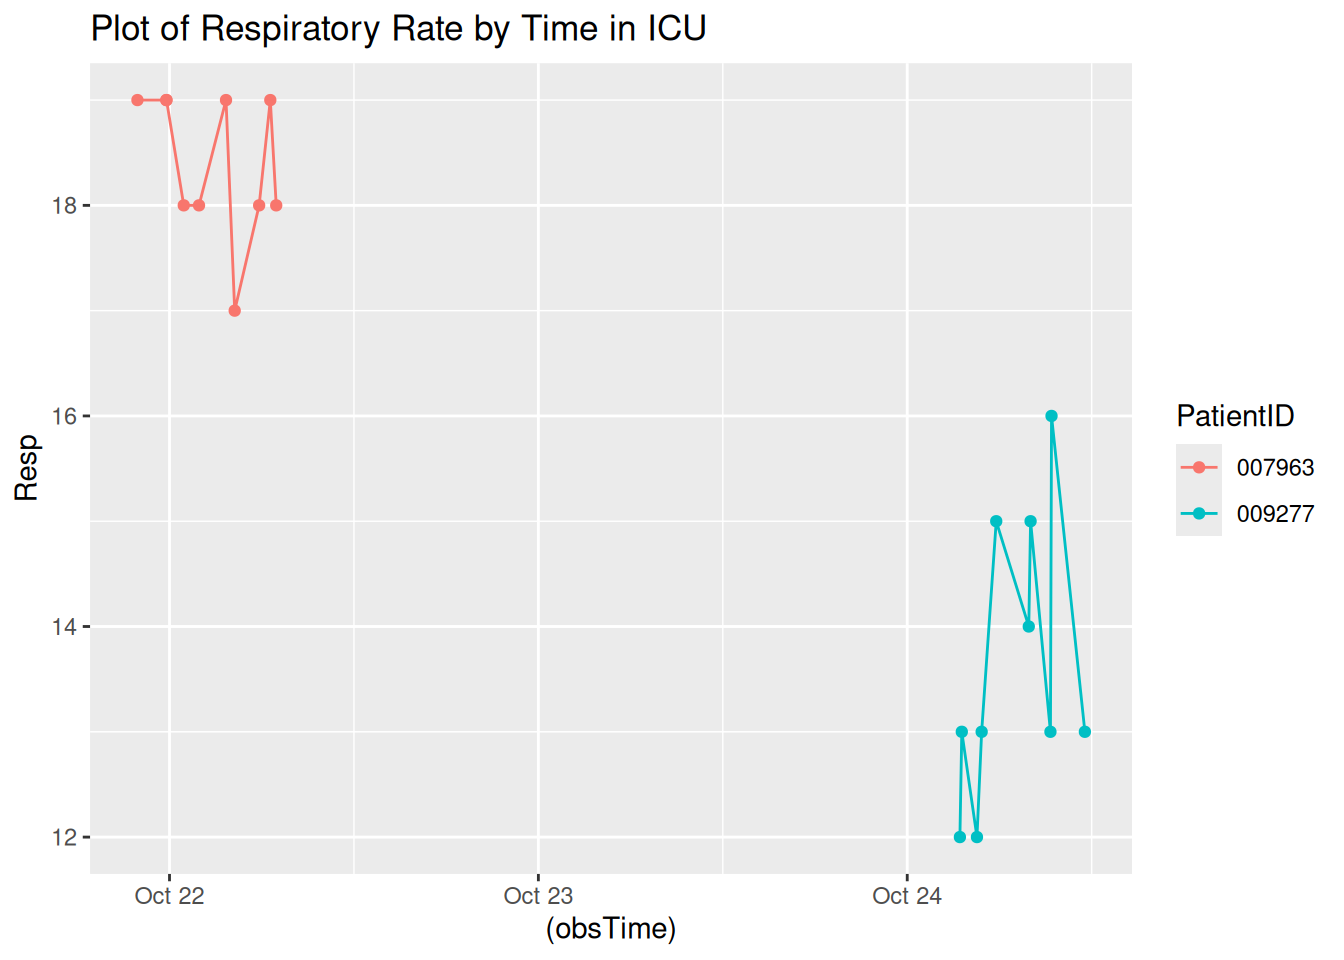 Plot of Respiratory Rate by Time in ICU
18
16
14
12
Resp
Oct 22
Oct 23
Oct 24
(obsTime)
PatientID
007963
009277